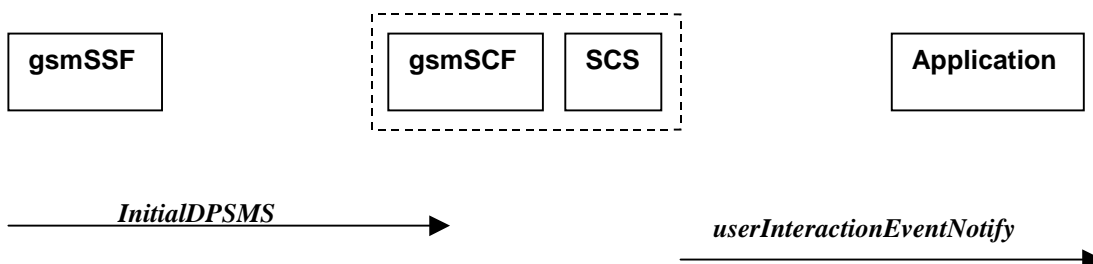 gsmSSF
gsmSCF
SCS
Application
InitialDPSMS
userInteractionEventNotify